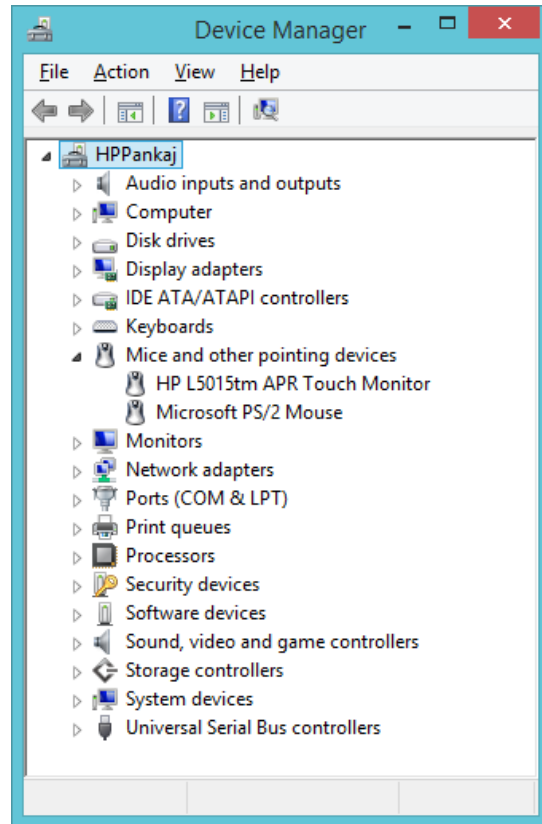 Device Manager
File Action View Help
HPPankaj
Audio inputs and outputs
Computer
Disk drives
Display adapters
IDE ATA/ATAPI controllers
Keyboards
Mice and other pointing devices
HP L5015tm APR Touch Monitor
Microsoft PS/2 Mouse
Monitors
Network adapters
Ports (COM & LPT)
Print queues
Processors
Security devices
Software devices
Sound, video and game controllers
Storage controllers
System devices
Universal Serial Bus controllers